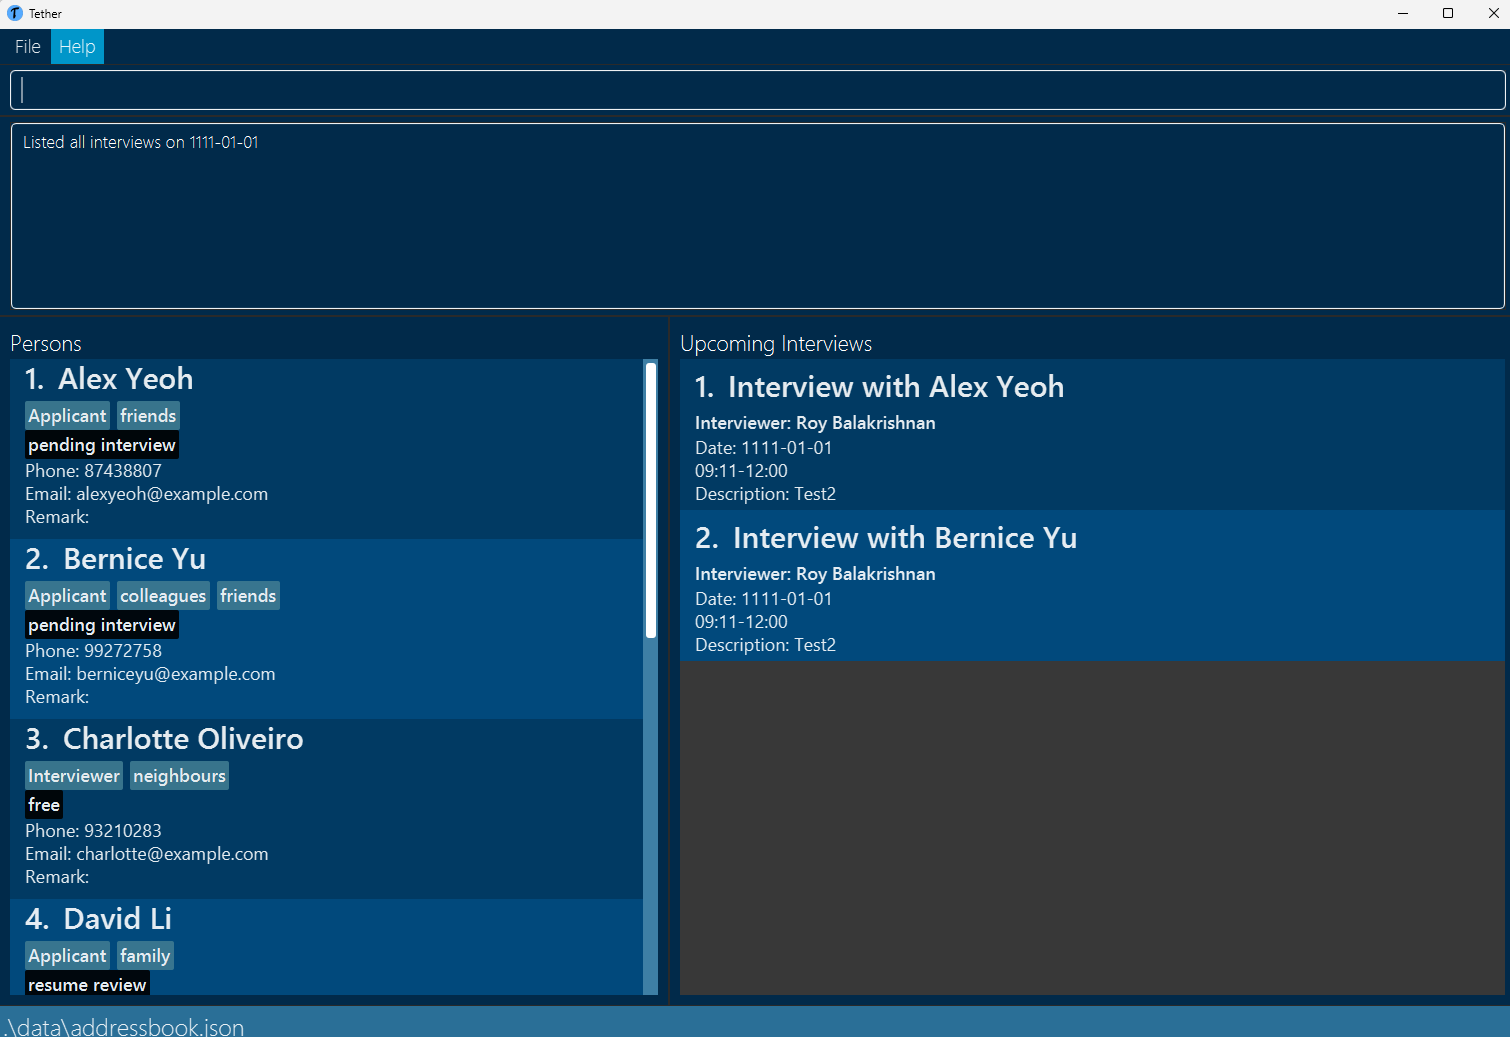 Tether
File Help
Listed all interviews on 1111-01-01
Persons
1. Alex Yeoh
Applicant friends
pending interview
Phone: 87438807
Email: alexyeoh@example.com
Remark:
2. Bernice Yu
Applicant colleagues friends
pending interview
Phone: 99272758
Email: berniceyu@example.com
Remark:
3. Charlotte Oliveiro
Interviewer neighbours
free
Phone: 93210283
Email: charlotte@example.com
Remark:
4. David Li
Applicant family
resume review
Upcoming Interviews
1. Interview with Alex Yeoh
Interviewer: Roy Balakrishnan
Date: 1111-01-01
09:11-12:00
Description: Test2
2. Interview with Bernice Yu
Interviewer: Roy Balakrishnan
Date: 1111-01-01
09:11-12:00
Description: Test2
.\data\addressbook.json